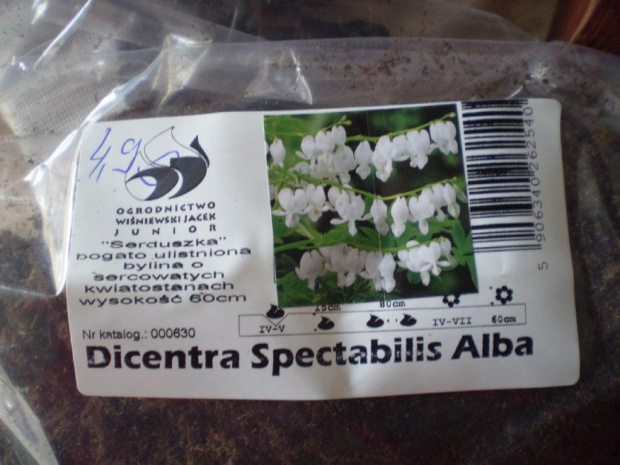 4,90
OGRODNICTWO
WIŚNIEWSKI JACEK
JUNIOR
"Serduszka"
bogato ulistniona
bylina o
sercowatych
kwiatostanach
wysokość 60cm
15cm 80cm
IV-V IV-VII 60cm
Nr katalog.: 000630
Dicentra Spectabilis Alba
5 906340 262540